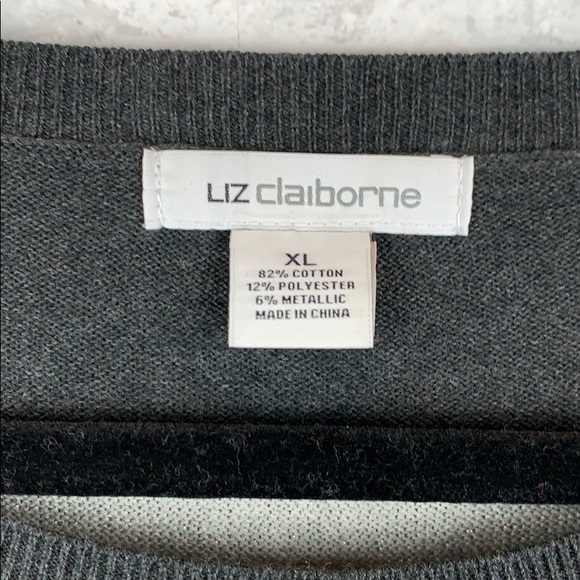 LIZ claiborne
XL
82% COTTON
12% POLYESTER
6% METALLIC
MADE IN CHINA